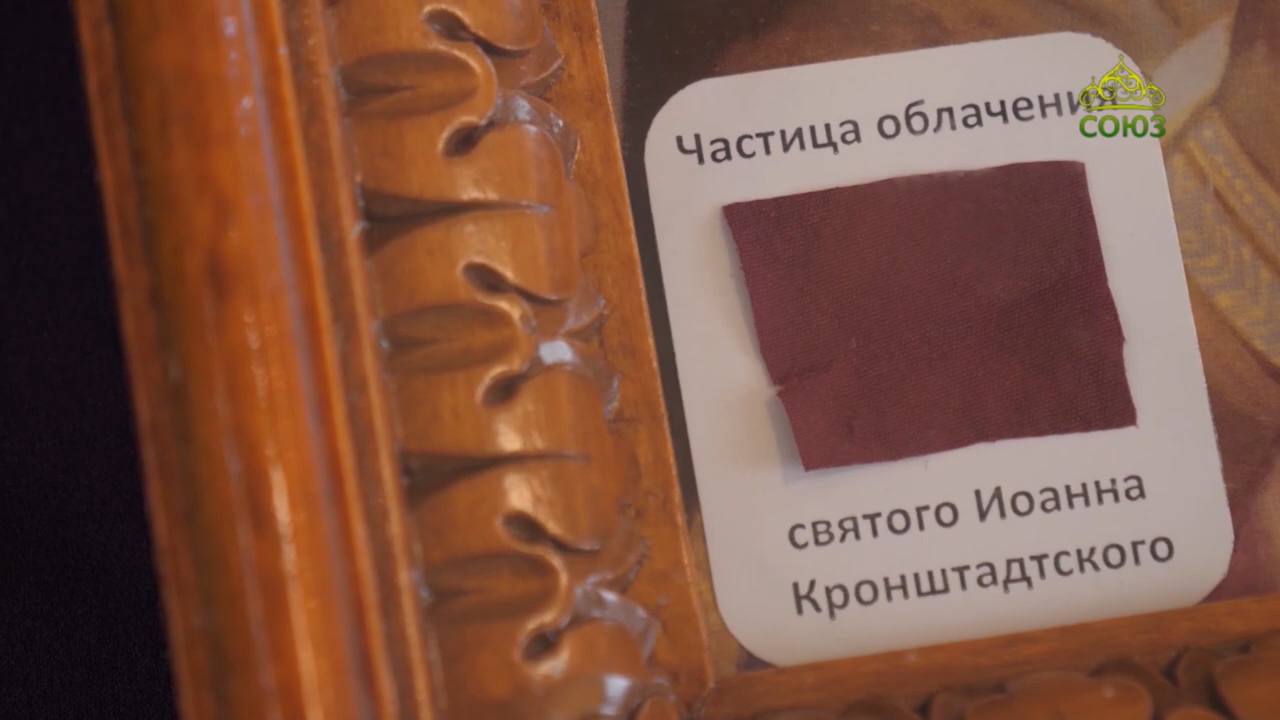 Частица облачения
СОЮЗ
святого Иоанна
Кронштадтского